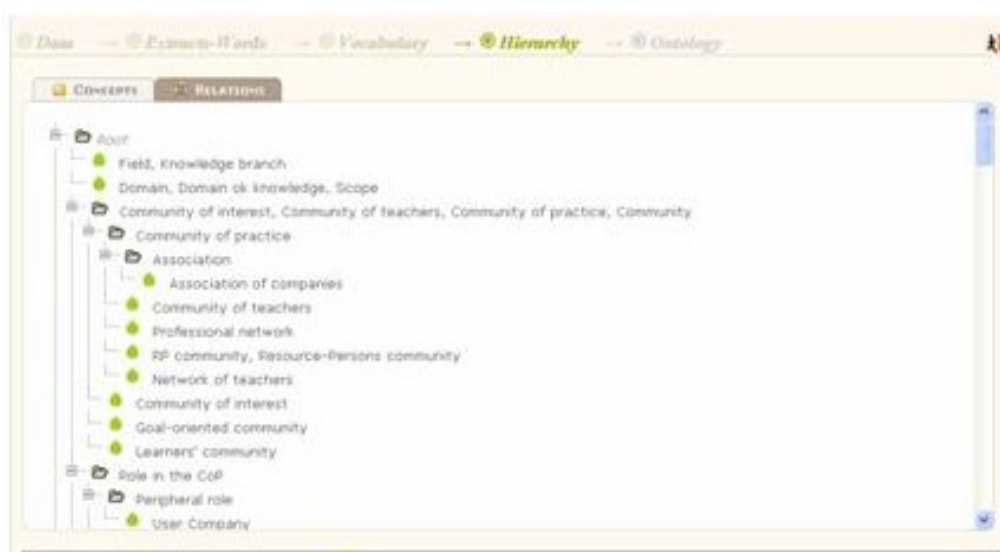 Data → Extracts-Words → Vocabulary → Hierarchy → Ontology
Concepts Relations
Root
Field, Knowledge branch
Domain, Domain ok knowledge, Scope
Community of interest, Community of teachers, Community of practice, Community
Community of practice
Association
Association of companies
Community of teachers
Professional network
RP community, Resource-Persons community
Network of teachers
Community of interest
Goal-oriented community
Learners' community
Role in the CoP
Peripheral role
User Company